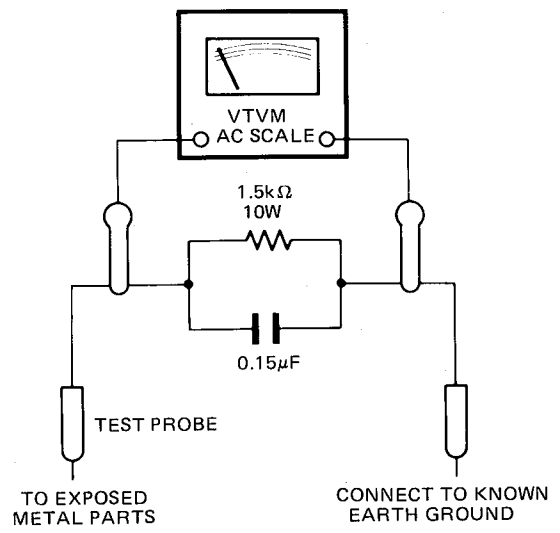 VTVM
AC SCALE
1.5kΩ
10W
0.15µF
TEST PROBE
TO EXPOSED
METAL PARTS
CONNECT TO KNOWN
EARTH GROUND